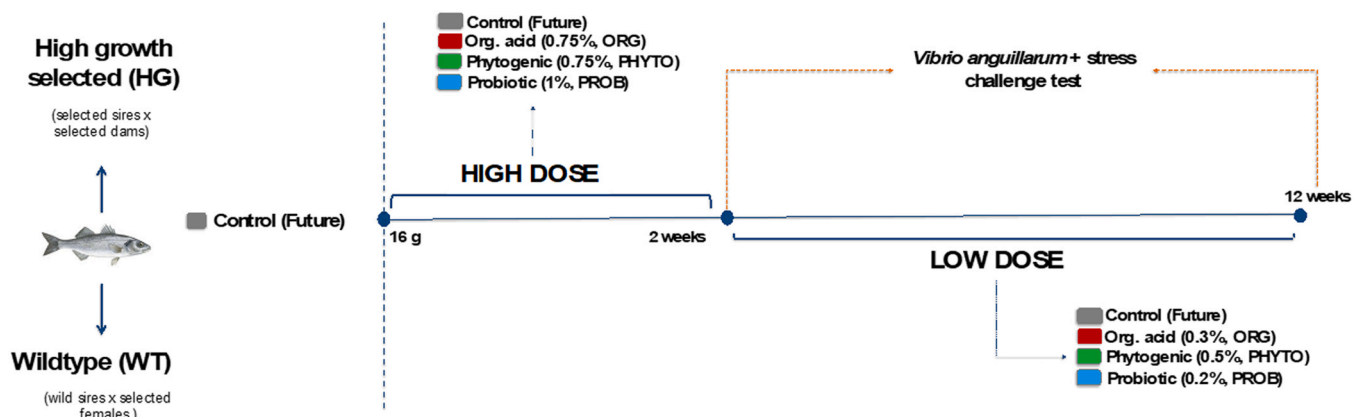 High growth
selected (HG)
(selected sires x
selected dams)
Control (Future)
Wildtype (WT)
(wild sires x selected
females )
Control (Future)
Org. acid (0.75%, ORG)
Phytogenic (0.75%, PHYTO)
Probiotic (1%, PROB)
HIGH DOSE
16 g
2 weeks
Vibrio anguillarum + stress
challenge test
12 weeks
LOW DOSE
Control (Future)
Org. acid (0.3%, ORG)
Phytogenic (0.5%, PHYTO)
Probiotic (0.2%, PROB)